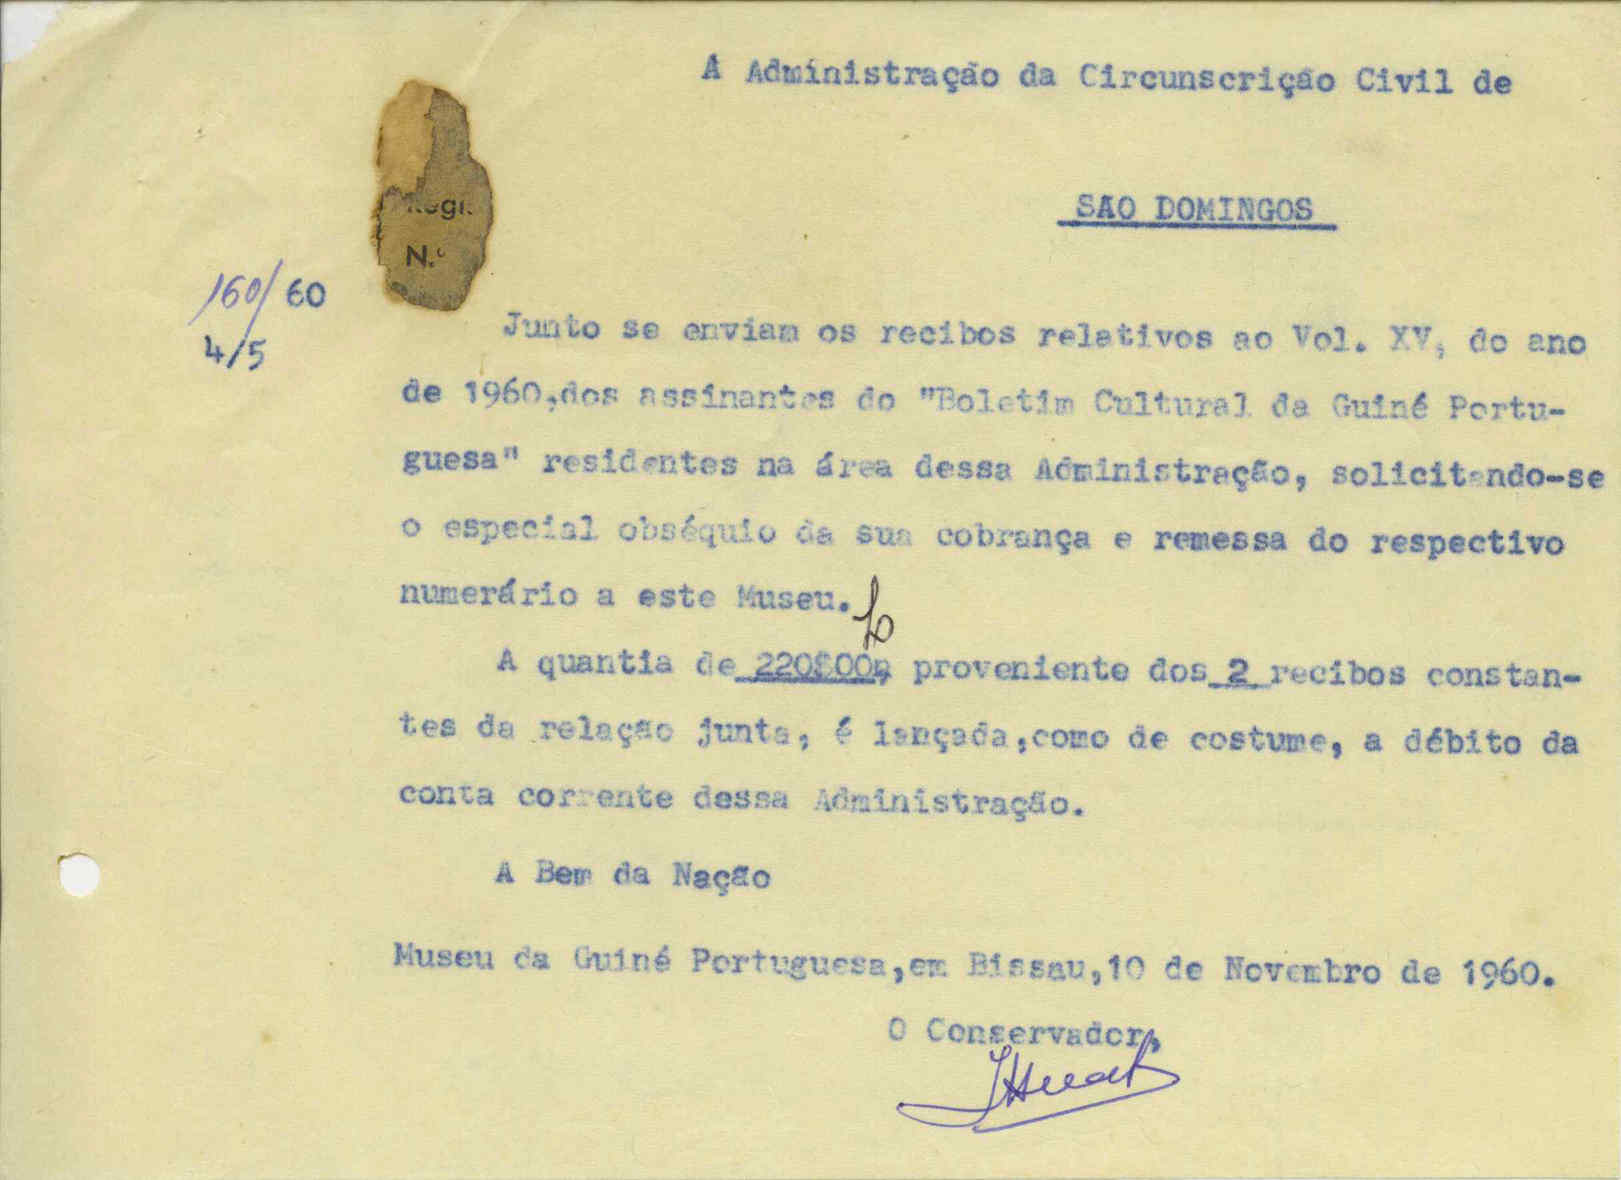 A Administração da Circunscrição Civil de
SAO DOMINGOS
N.º
160/60
4/5
Junto se enviam os recibos relativos ao Vol. XV, do ano
de 1960,dos assinantes do "Boletim Cultural da Guiné Portu-
guesa" residentes na área dessa Administração, solicitando-se
o especial obséquio da sua cobrança e remessa do respectivo
numerário a este Museu.
A quantia de 220$00, proveniente dos 2 recibos constan-
tes da relação junta, é lançada,como de costume, a débito da
conta corrente dessa Administração.
A Bem da Nação
Museu da Guiné Portuguesa,em Bissau,10 de Novembro de 1960.
O Conservador,